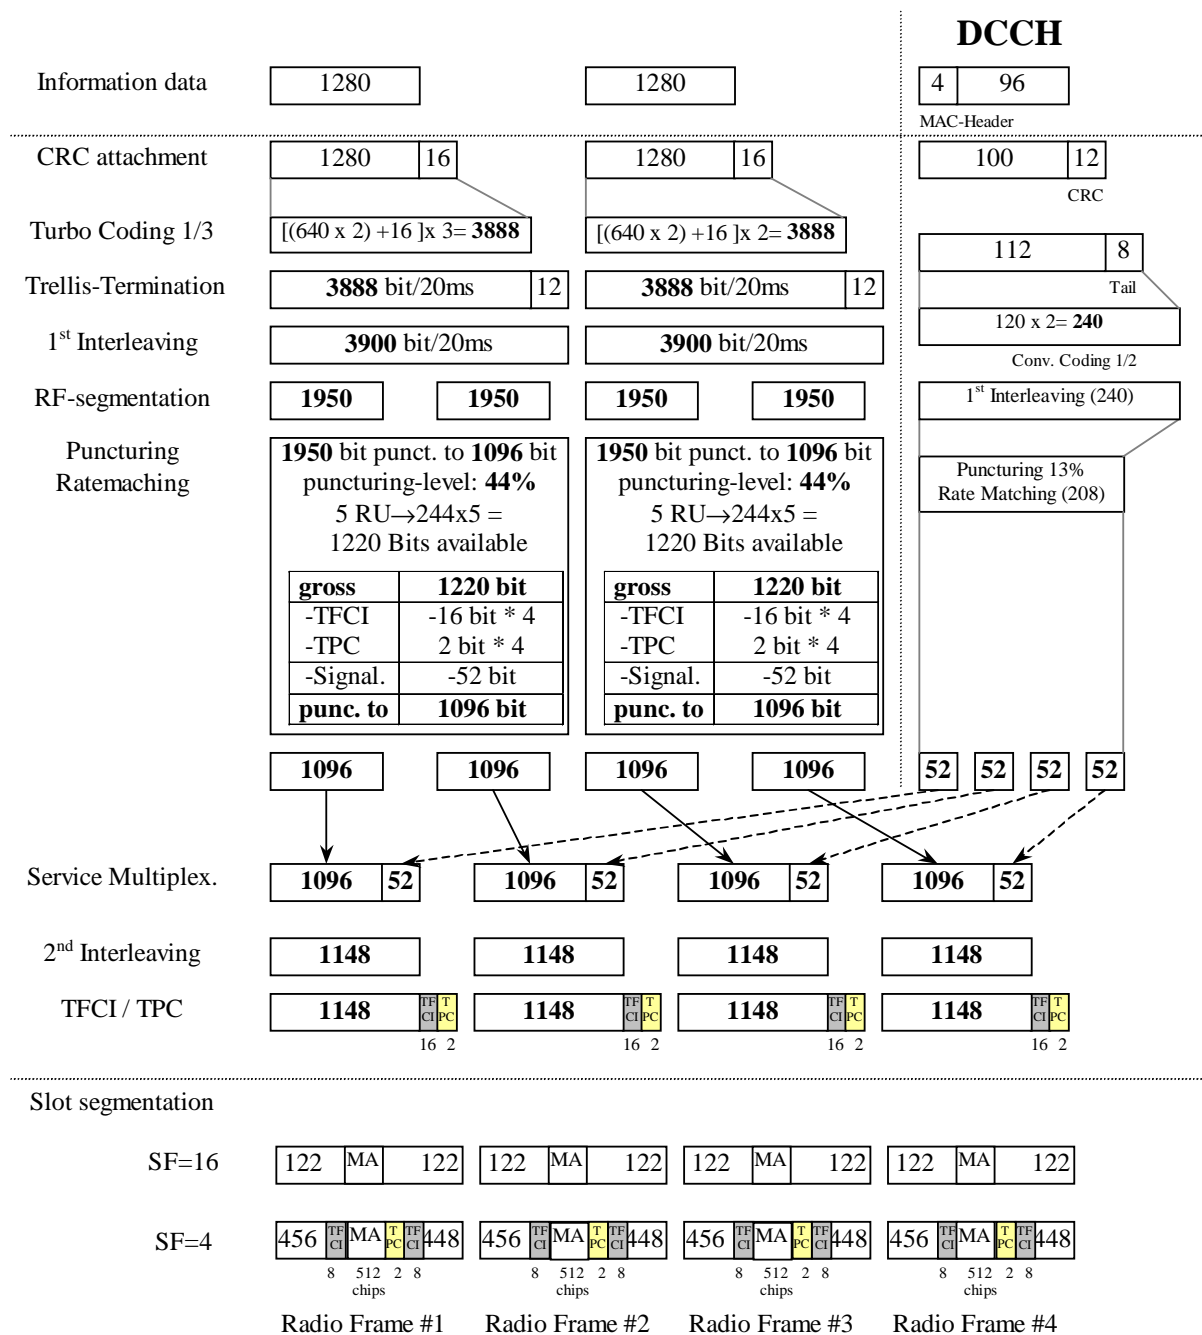 DCCH
Information data 1280 1280 4 96
MAC-Header
CRC attachment 1280 16 1280 16 100 12
CRC
Turbo Coding 1/3 [(640 x 2) +16 ]x 3= 3888 [(640 x 2) +16 ]x 2= 3888
112 8
Trellis-Termination 3888 bit/20ms 12 3888 bit/20ms 12
Tail
120 x 2= 240
1st Interleaving 3900 bit/20ms 3900 bit/20ms
Conv. Coding 1/2
RF-segmentation 1950 1950 1950 1950 1st Interleaving (240)
Puncturing 1950 bit punct. to 1096 bit 1950 bit punct. to 1096 bit
Ratemaching puncturing-level: 44% puncturing-level: 44%
Puncturing 13%
Rate Matching (208)
5 RU→244x5 = 5 RU→244x5 =
1220 Bits available 1220 Bits available
gross 1220 bit gross 1220 bit
-TFCI -16 bit * 4 -TFCI -16 bit * 4
-TPC 2 bit * 4 -TPC 2 bit * 4
-Signal. -52 bit -Signal. -52 bit
punc. to 1096 bit punc. to 1096 bit
1096 1096 1096 1096 52 52 52 52
Service Multiplex. 1096 52 1096 52 1096 52 1096 52
2nd Interleaving 1148 1148 1148 1148
TFCI / TPC 1148 TF CI T PC 1148 TF CI T PC 1148 TF CI T PC 1148 TF CI T PC
16 2 16 2 16 2 16 2
Slot segmentation
SF=16 122 MA 122 122 MA 122 122 MA 122 122 MA 122
SF=4 456 TF CI MA T PC TF CI 448 456 TF CI MA T PC TF CI 448 456 TF CI MA T PC TF CI 448 456 TF CI MA T PC TF CI 448
8 512 2 8 8 512 2 8 8 512 2 8 8 512 2 8
chips chips chips chips
Radio Frame #1 Radio Frame #2 Radio Frame #3 Radio Frame #4